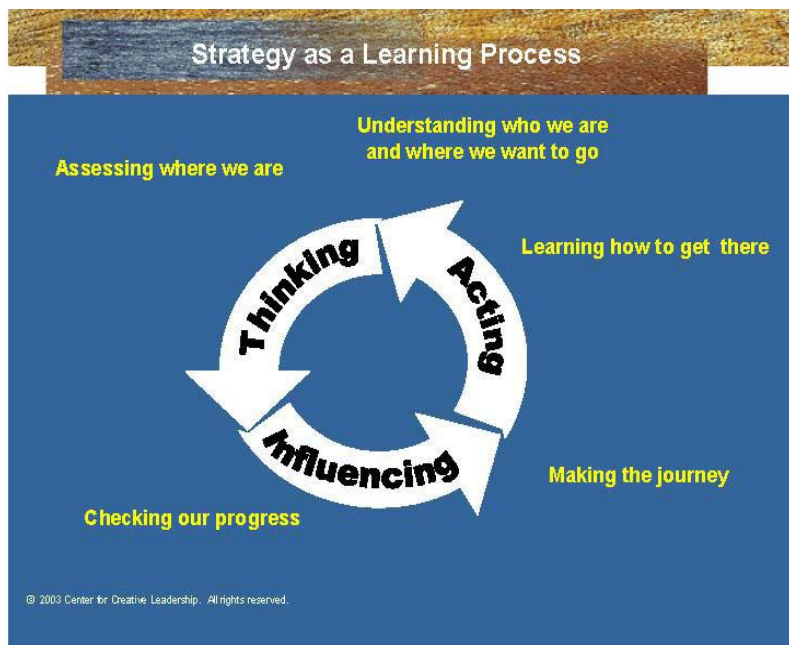 Strategy as a Learning Process
Understanding who we are
and where we want to go
Assessing where we are
Learning how to get there
Thinking
Acting
Influencing
Making the journey
Checking our progress
© 2003 Center for Creative Leadership. All rights reserved.